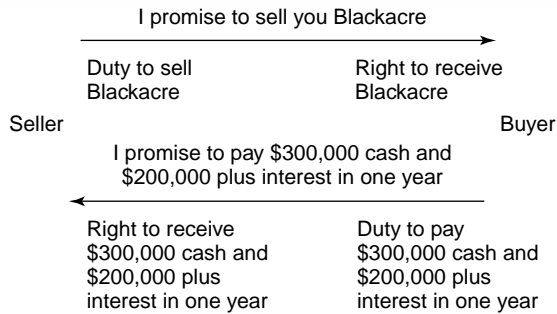 I promise to sell you Blackacre
Duty to sell
Blackacre
Right to receive
Blackacre
Seller
Buyer
I promise to pay $300,000 cash and
$200,000 plus interest in one year
Right to receive
$300,000 cash and
$200,000 plus
interest in one year
Duty to pay
$300,000 cash and
$200,000 plus
interest in one year